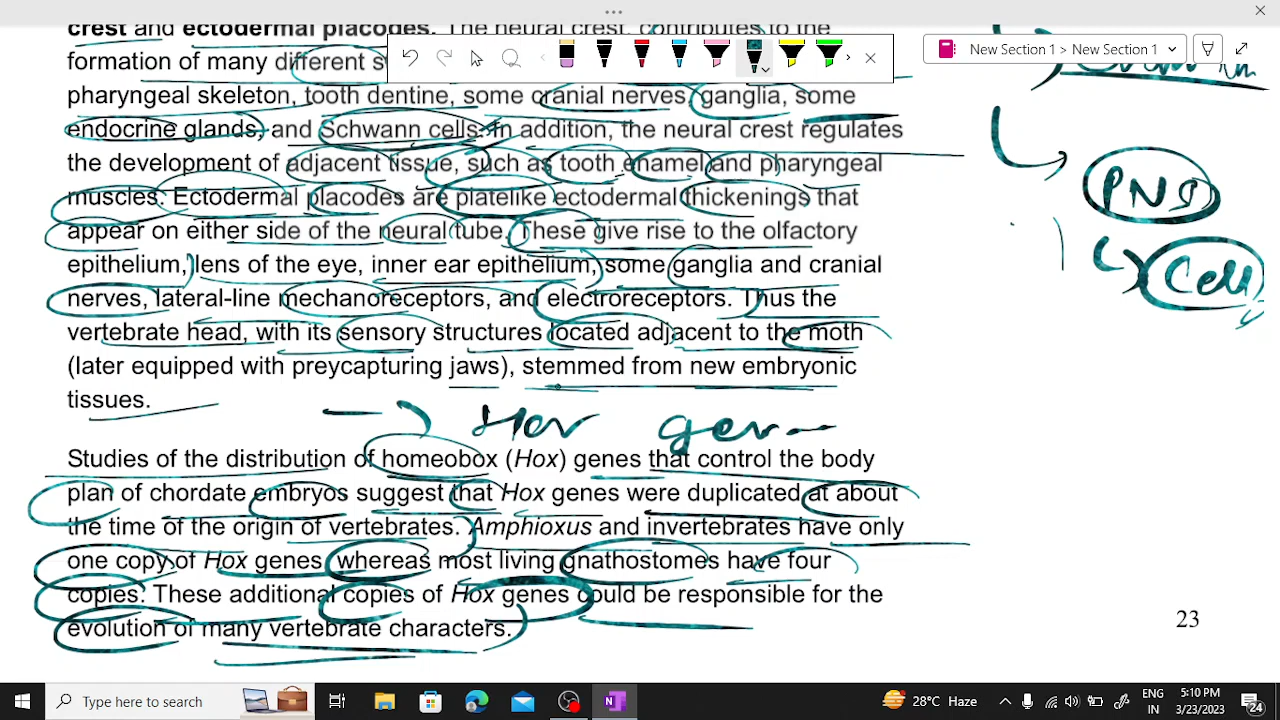 crest and ectodermal placodes. The neural crest, contributes to the
formation of many different
New Section 1 > New Section 1
pharyngeal skeleton, tooth dentine, some cranial nerves, ganglia, some
endocrine glands, and Schwann cells. In addition, the neural crest regulates
the development of adjacent tissue, such as tooth enamel and pharyngeal
muscles. Ectodermal placodes are platelike ectodermal thickenings that
appear on either side of the neural tube. These give rise to the olfactory
epithelium, lens of the eye, inner ear epithelium, some ganglia and cranial
nerves, lateral-line mechanoreceptors, and electroreceptors. Thus the
vertebrate head, with its sensory structures located adjacent to the moth
(later equipped with preycapturing jaws), stemmed from new embryonic
tissues.
PNS
Cell
Hox gen
Studies of the distribution of homeobox (Hox) genes that control the body
plan of chordate embryos suggest that Hox genes were duplicated at about
the time of the origin of vertebrates. Amphioxus and invertebrates have only
one copy of Hox genes, whereas most living gnathostomes have four
copies. These additional copies of Hox genes could be responsible for the
evolution of many vertebrate characters.
23
Type here to search
28°C Haze
ENG
IN
5:10 PM
3/23/2023
24